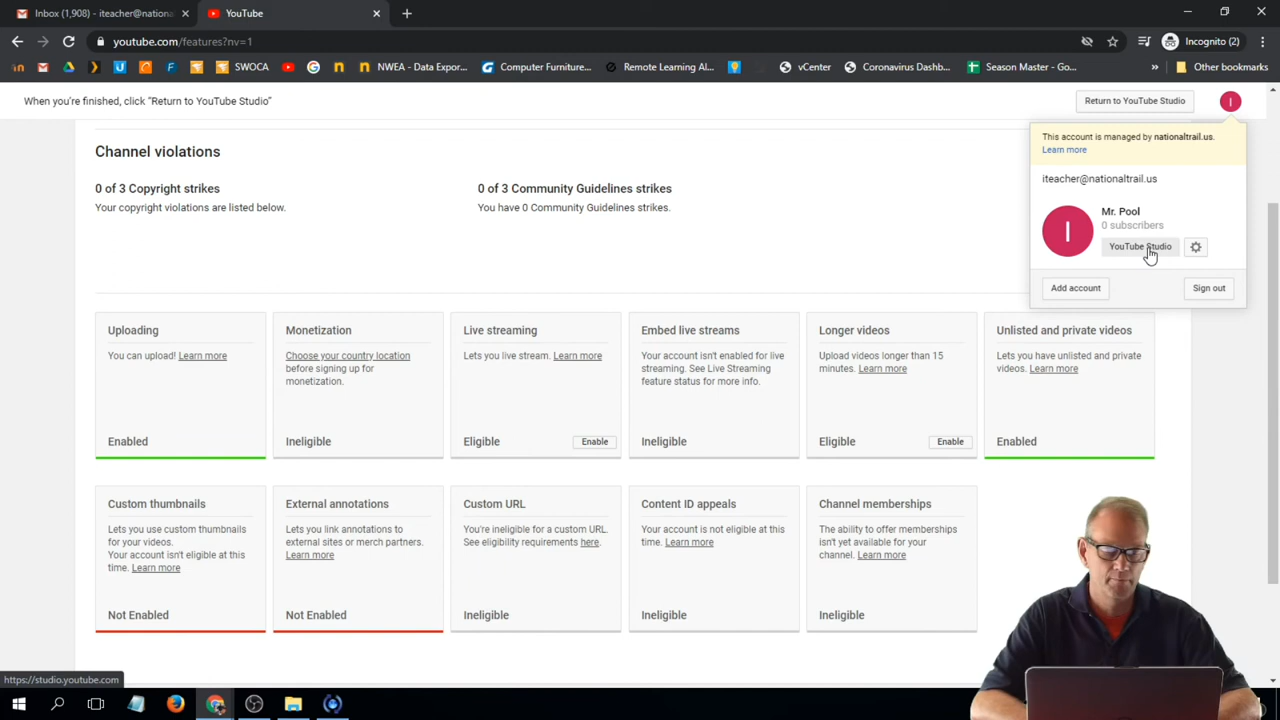 Inbox (1,908) - iteacher@national
YouTube
youtube.com/features?nv=1
Incognito (2)
SWOCA
NWEA - Data Expor...
Computer Furniture...
Remote Learning Al...
vCenter
Coronavirus Dashb...
Season Master - Go...
Other bookmarks
When you're finished, click "Return to YouTube Studio"
Return to YouTube Studio
I
This account is managed by nationaltrail.us.
Learn more
iteacher@nationaltrail.us
I
Mr. Pool
0 subscribers
YouTube Studio
Add account
Sign out
Channel violations
0 of 3 Copyright strikes
Your copyright violations are listed below.
0 of 3 Community Guidelines strikes
You have 0 Community Guidelines strikes.
Uploading
You can upload! Learn more
Enabled
Monetization
Choose your country location
before signing up for
monetization.
Ineligible
Live streaming
Lets you live stream. Learn more
Eligible
Enable
Embed live streams
Your account isn't enabled for live
streaming. See Live Streaming
feature status for more info.
Ineligible
Longer videos
Upload videos longer than 15
minutes. Learn more
Eligible
Enable
Unlisted and private videos
Lets you have unlisted and private
videos. Learn more
Enabled
Custom thumbnails
Lets you use custom thumbnails
for your videos.
Your account isn't eligible at this
time. Learn more
Not Enabled
External annotations
Lets you link annotations to
external sites or merch partners.
Learn more
Not Enabled
Custom URL
You're ineligible for a custom URL.
See eligibility requirements here.
Ineligible
Content ID appeals
Your account is not eligible at this
time. Learn more
Ineligible
Channel memberships
The ability to offer memberships
isn't yet available for your
channel. Learn more
Ineligible
https://studio.youtube.com